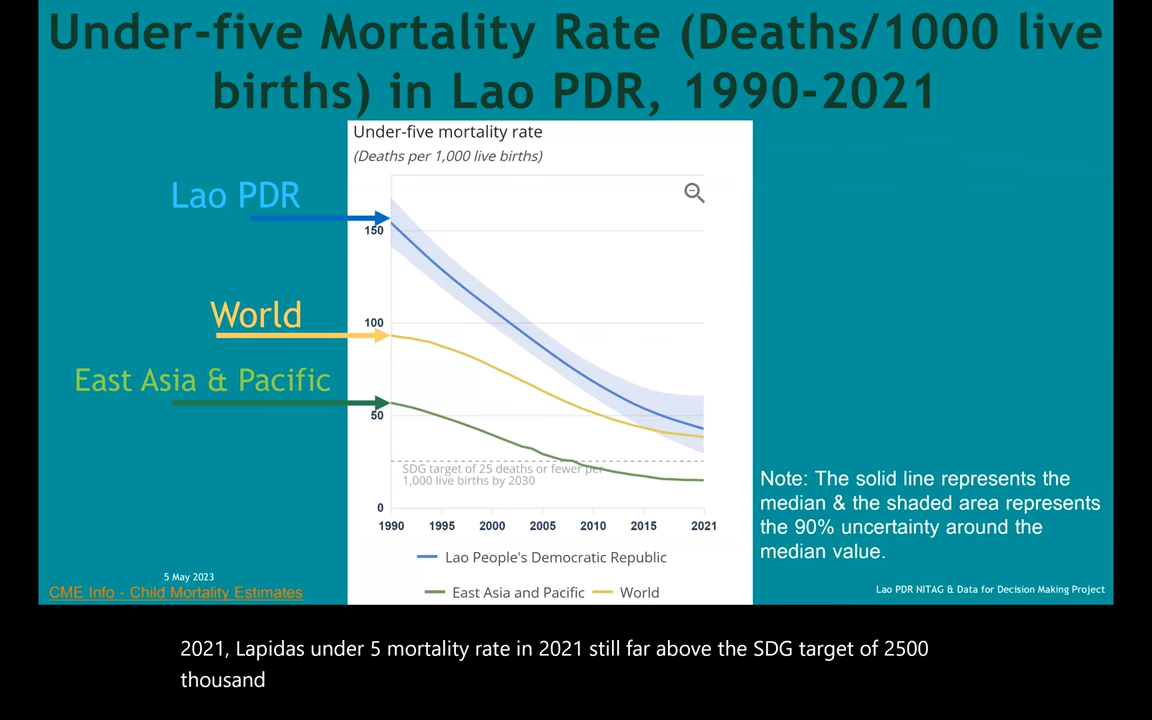 Under-five Mortality Rate (Deaths/1000 live
births) in Lao PDR, 1990-2021
Under-five mortality rate
(Deaths per 1,000 live births)
Lao PDR
150
World
100
East Asia & Pacific
50
SDG target of 25 deaths or fewer per
1,000 live births by 2030
0
1990 1995 2000 2005 2010 2015 2021
Lao People's Democratic Republic
East Asia and Pacific World
Note: The solid line represents the
median & the shaded area represents
the 90% uncertainty around the
median value.
5 May 2023
CME Info - Child Mortality Estimates
Lao PDR NITAG & Data for Decision Making Project
2021, Lapidas under 5 mortality rate in 2021 still far above the SDG target of 2500
thousand